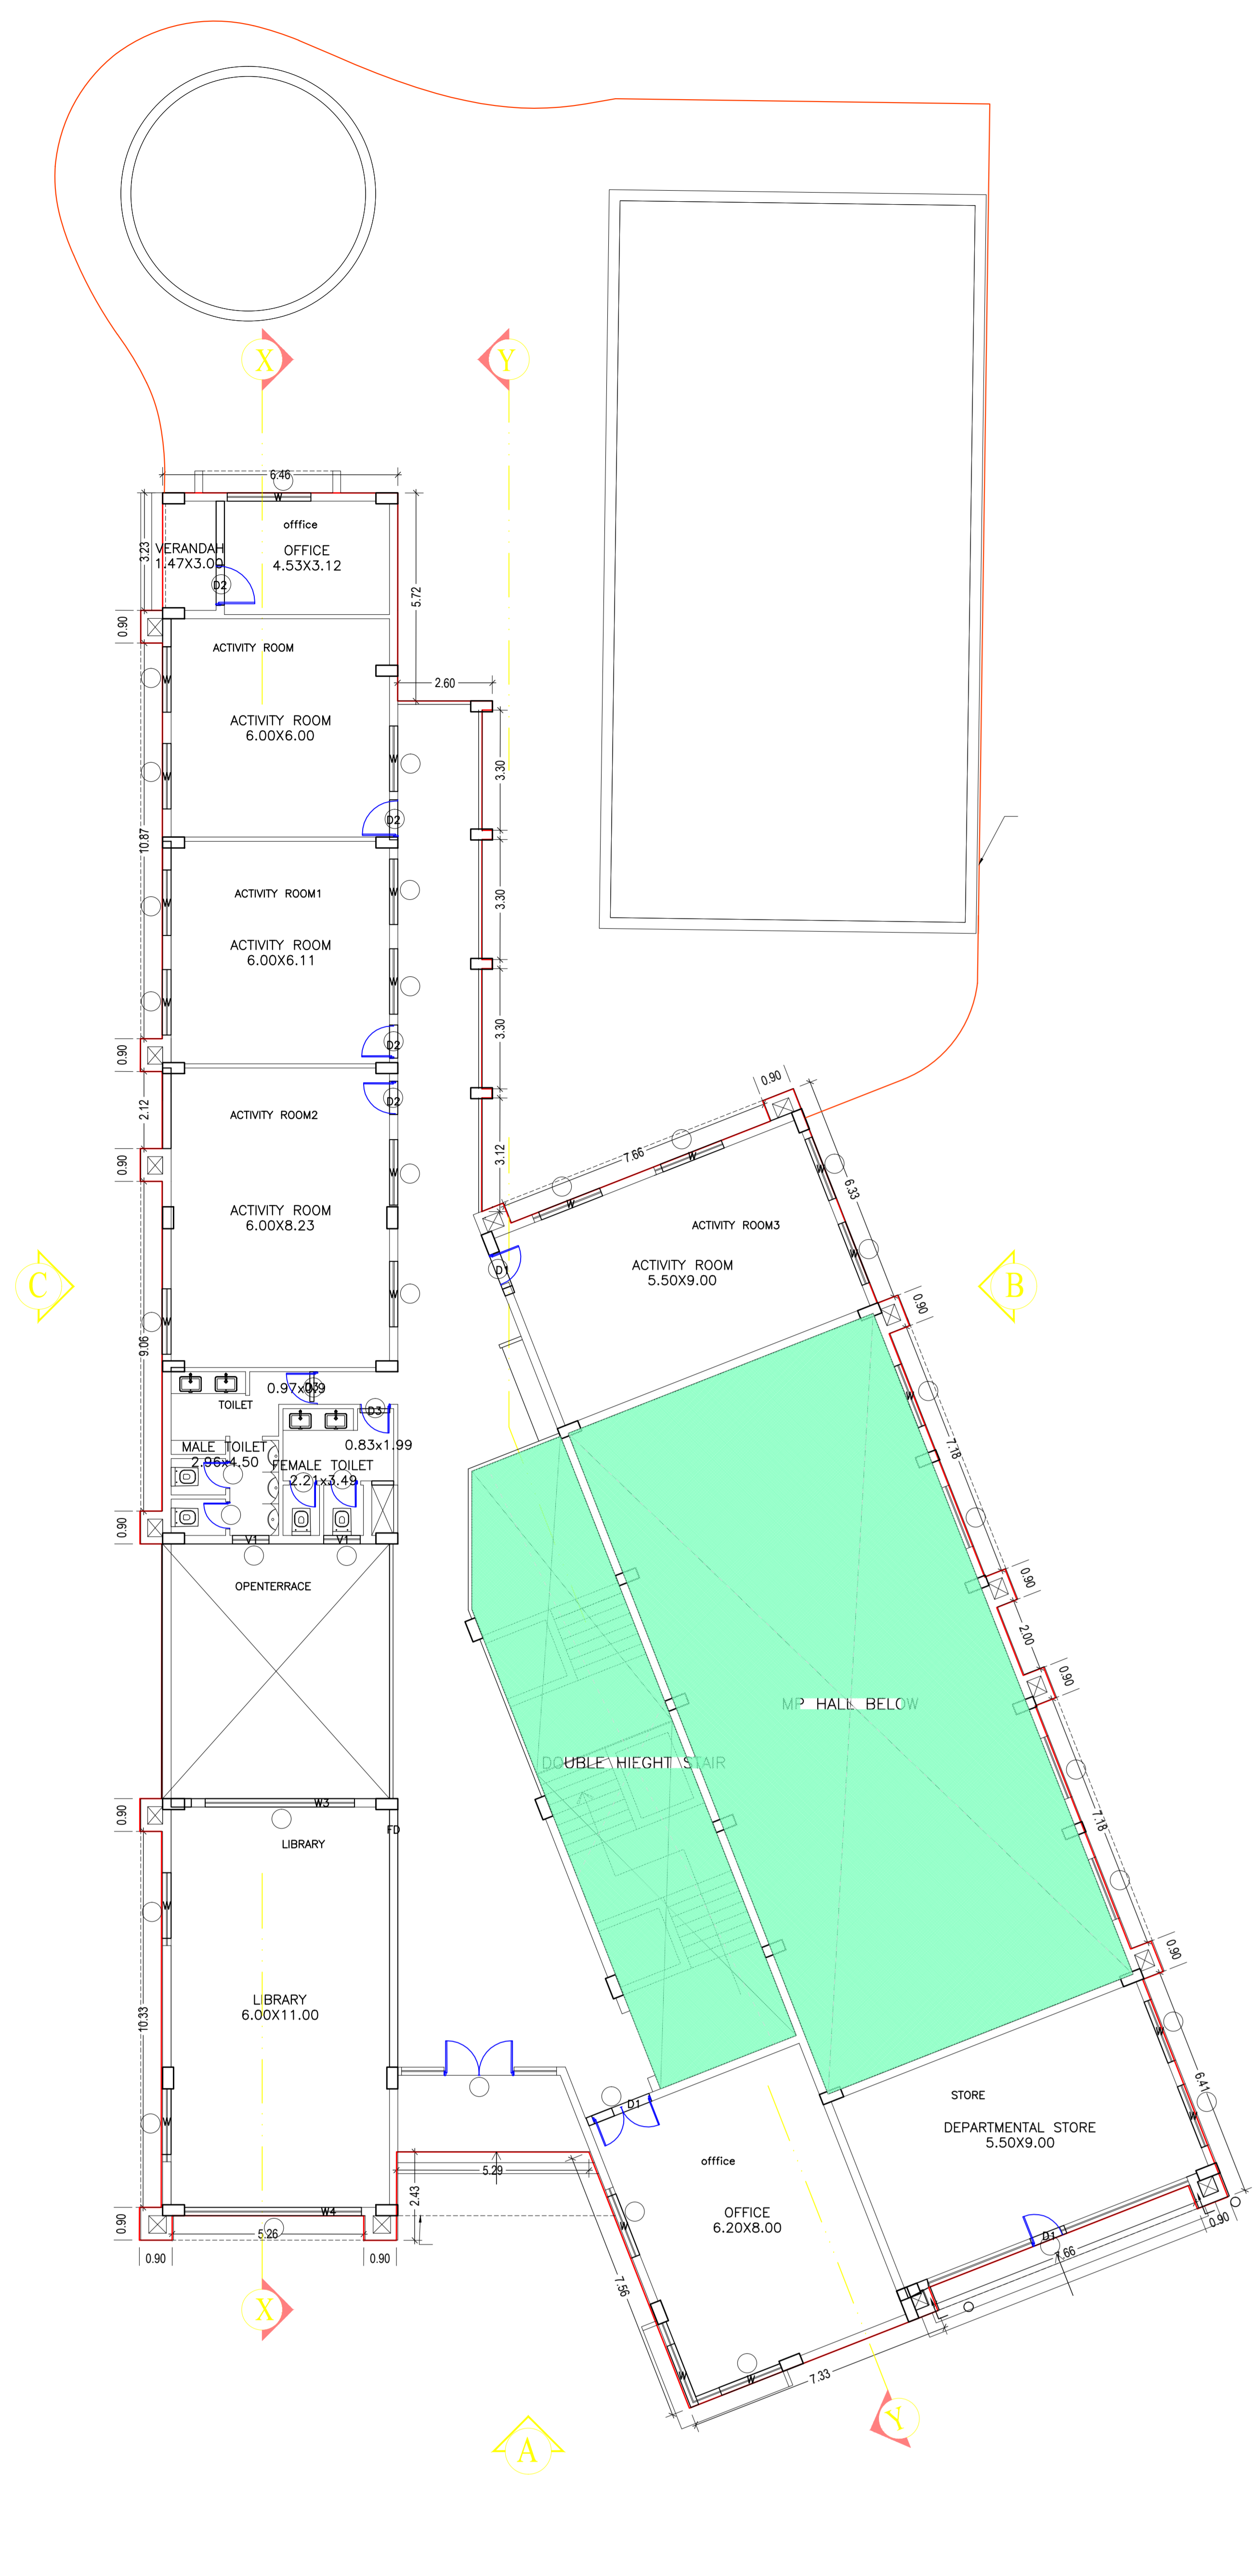 X
Y
6.46
W
offfice
VERANDAH
1.47X3.00
OFFICE
4.53X3.12
3.23
D2
5.72
0.90
ACTIVITY ROOM
W
2.60
ACTIVITY ROOM
6.00X6.00
W
W
3.30
D2
10.87
W
ACTIVITY ROOM1
W
3.30
ACTIVITY ROOM
6.00X6.11
W
W
3.30
D2
0.90
0.90
D2
2.12
ACTIVITY ROOM2
7.66
W
W
6.33
0.90
W
3.12
W
ACTIVITY ROOM
6.00X8.23
ACTIVITY ROOM3
W
ACTIVITY ROOM
5.50X9.00
D1
C
B
W
W
9.06
0.90
D3
TOILET
D3
W
MALE TOILET
2.96x4.50
0.83x1.99
FEMALE TOILET
2.21x3.49
7.18
0.90
V1
V1
OPENTERRACE
0.90
2.00
0.90
MP HALL BELOW
DOUBLE HIEGHT STAIR
0.90
W3
FD
LIBRARY
7.18
W
0.90
LIBRARY
6.00X11.00
10.33
W
W
6.41
STORE
D1
W
DEPARTMENTAL STORE
5.50X9.00
offfice
5.29
2.43
W4
0.90
5.26
OFFICE
6.20X8.00
W
W
0.90
D1
7.66
0.90
0.90
7.56
X
W
W
7.33
Y
A